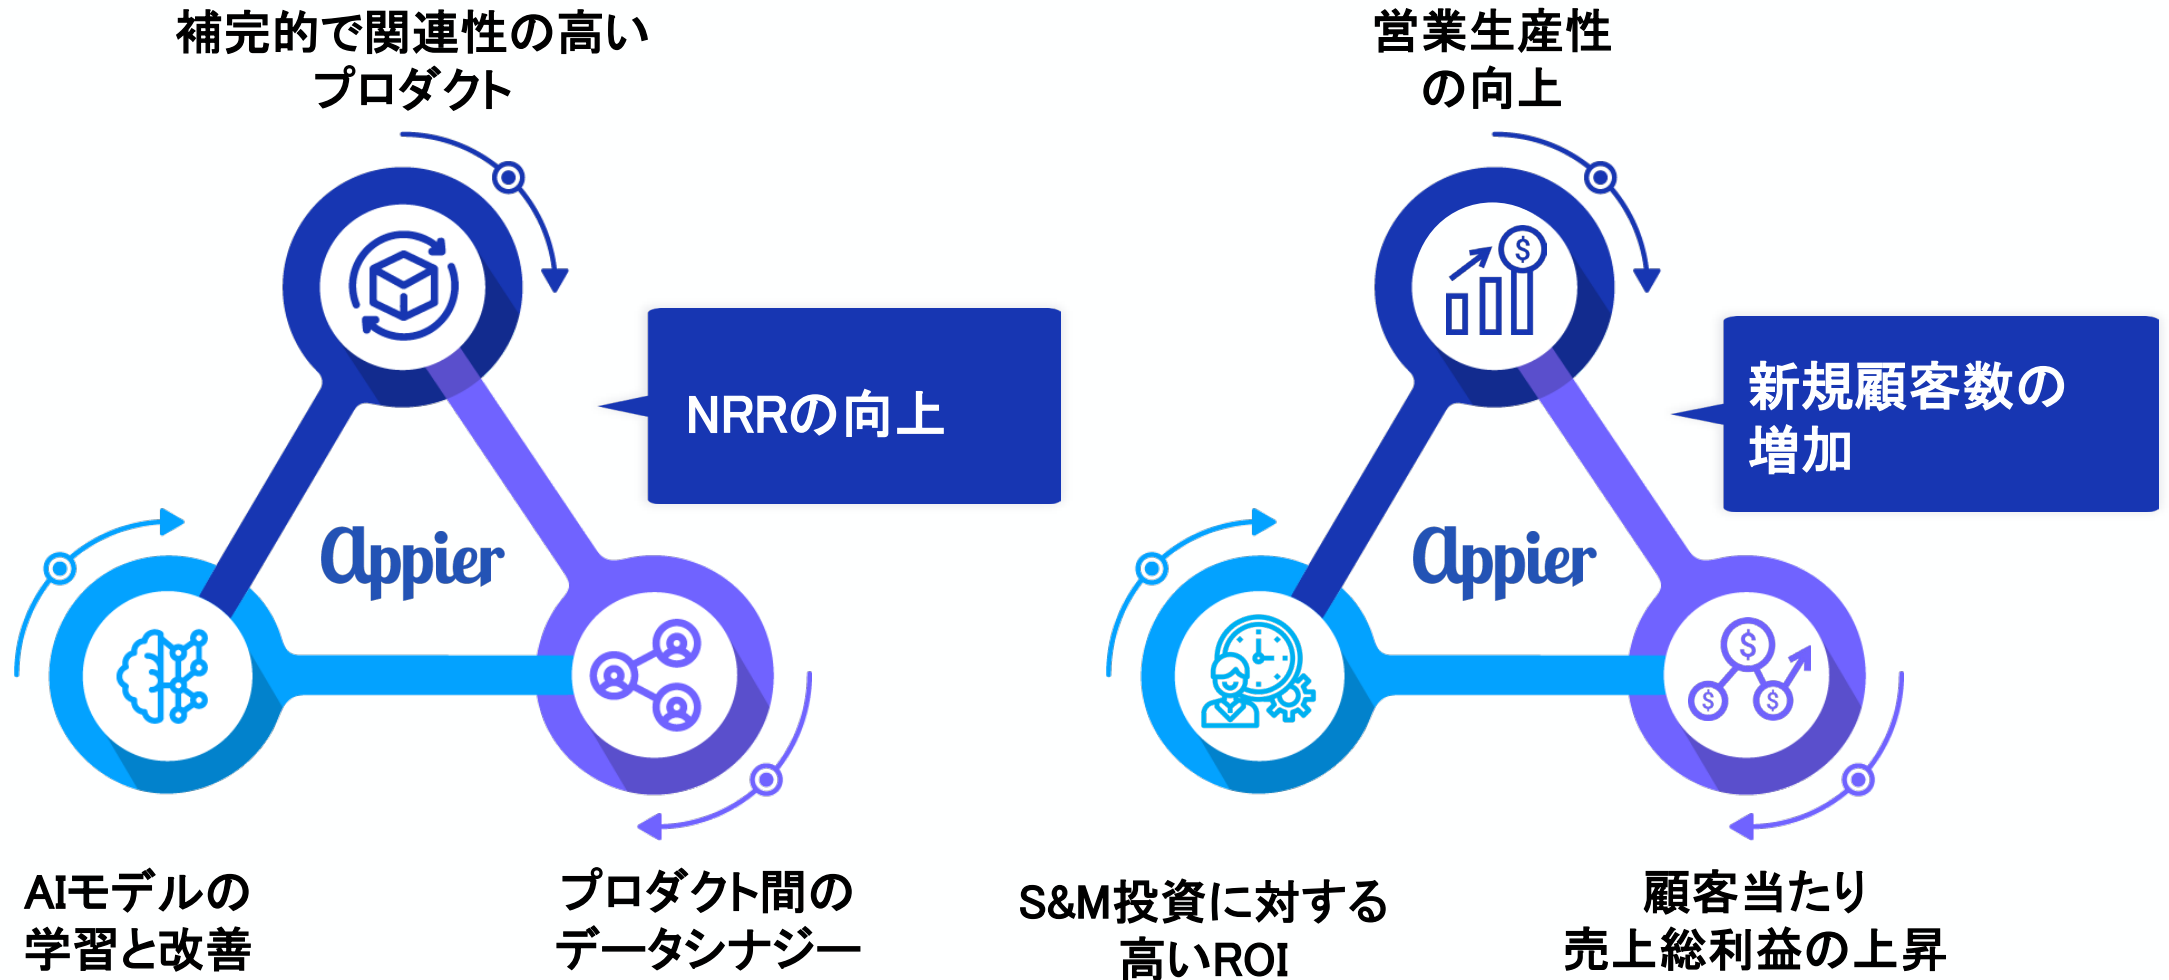 補完的で関連性の高い
プロダクト
NRRの向上
Appier
AIモデルの
学習と改善
プロダクト間の
データシナジー
営業生産性
の向上
$
新規顧客数の
増加
Appier
$
$
$
S&M投資に対する
高いROI
顧客当たり
売上総利益の上昇